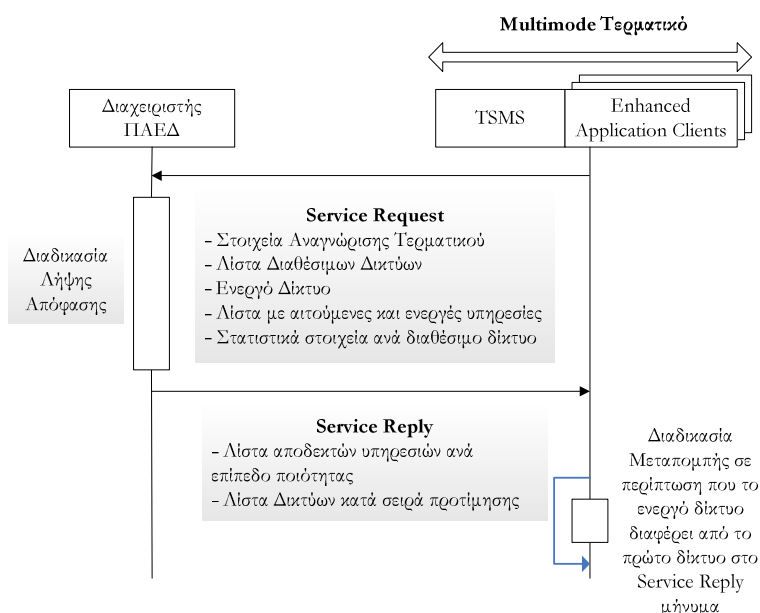 Multimode Τερματικό
Διαχειριστής
ΠΑΕΔ
TSMS
Enhanced
Application Clients
Service Request
– Στοιχεία Αναγνώρισης Τερματικού
– Λίστα Διαθέσιμων Δικτύων
– Ενεργό Δίκτυο
– Λίστα με αιτούμενες και ενεργές υπηρεσίες
– Στατιστικά στοιχεία ανά διαθέσιμο δίκτυο
Διαδικασία
Λήψης
Απόφασης
Service Reply
– Λίστα αποδεκτών υπηρεσιών ανά
επίπεδο ποιότητας
– Λίστα Δικτύων κατά σειρά προτίμησης
Διαδικασία
Μεταπομπής σε
περίπτωση που το
ενεργό δίκτυο
διαφέρει από το
πρώτο δίκτυο στο
Service Reply
μήνυμα